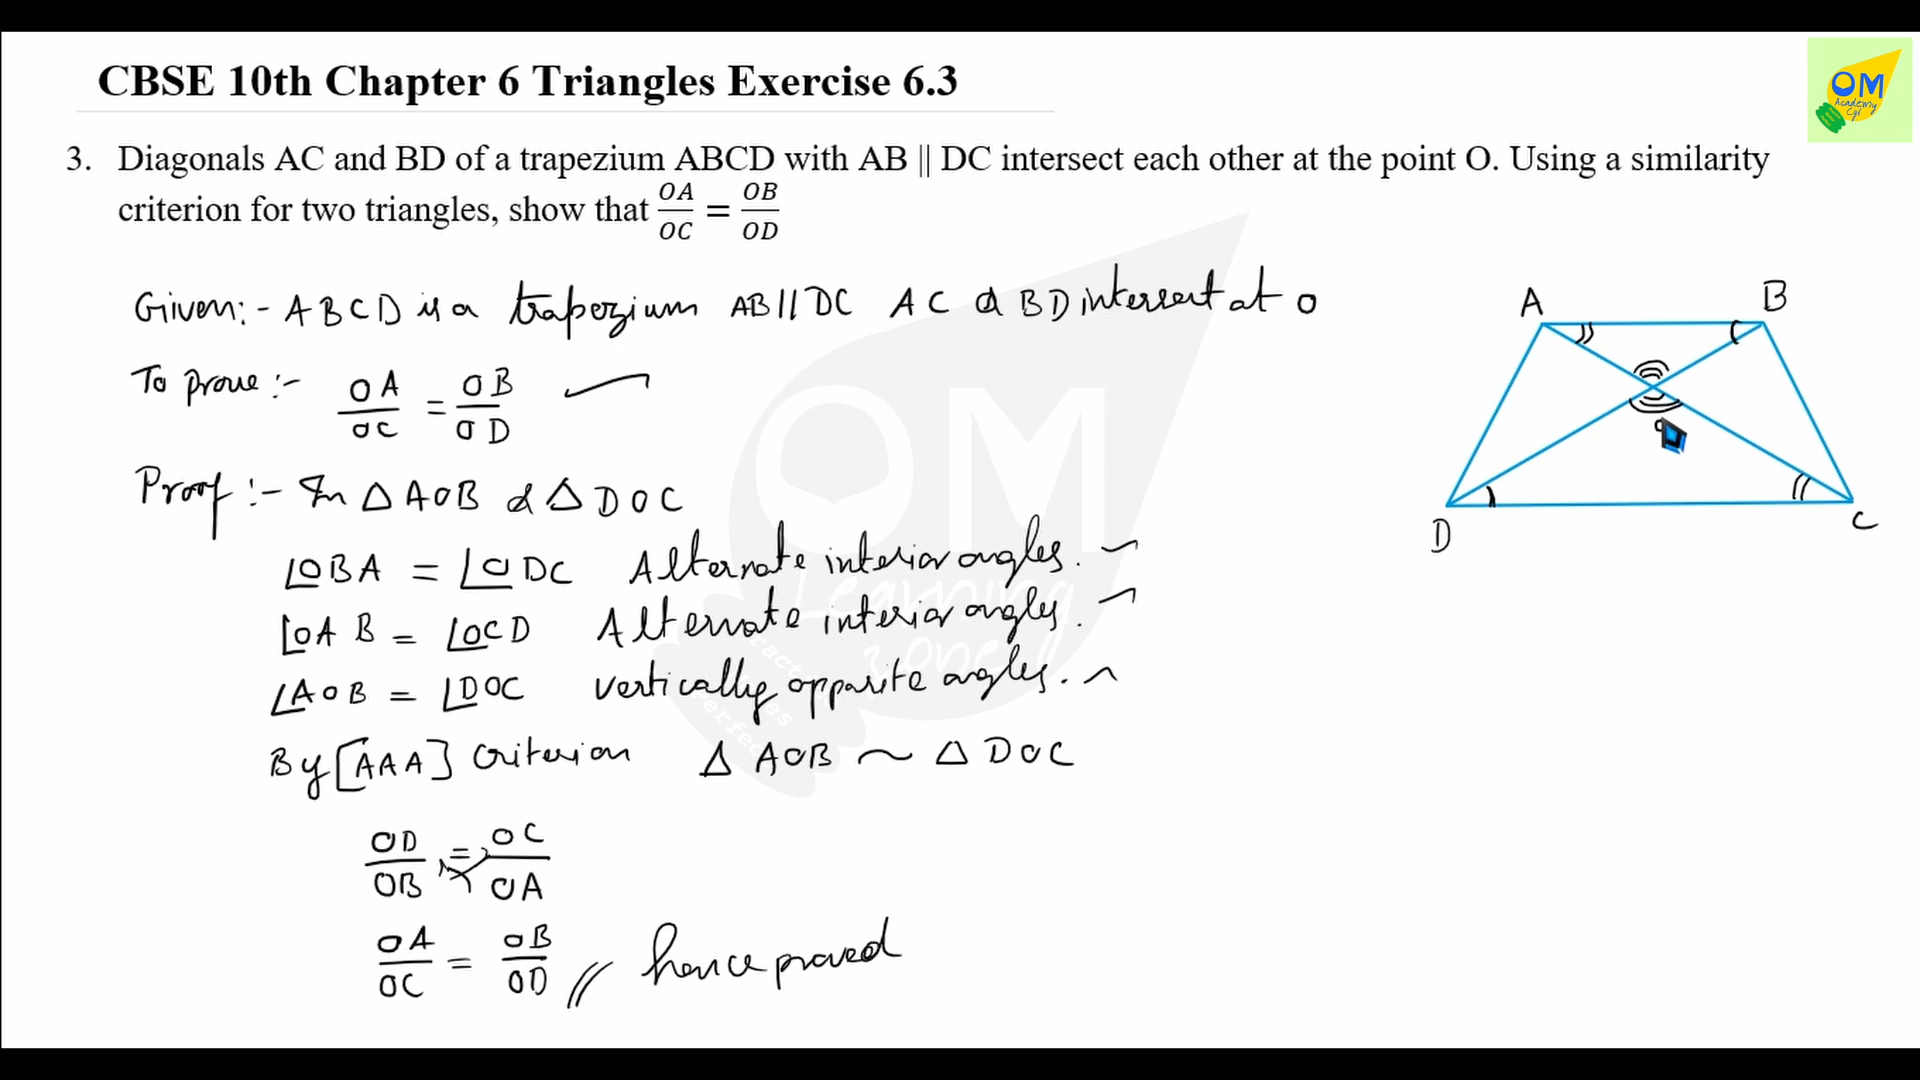 CBSE 10th Chapter 6 Triangles Exercise 6.3
OM
Academy
Cgl
3. Diagonals AC and BD of a trapezium ABCD with AB || DC intersect each other at the point O. Using a similarity
criterion for two triangles, show that OA/OC = OB/OD
Given:- ABCD is a trapezium AB || DC AC & BD intersect at O
To prove :- OA/OC = OB/OD
Proof :- In △ AOB & △ DOC
∠OBA = ∠ODC Alternate interior angles.
∠OAB = ∠OCD Alternate interior angles.
∠AOB = ∠DOC vertically opposite angles.
By [AAA] criterion △ AOB ~ △ DOC
OD/OB = OC/OA
OA/OC = OB/OD // hence proved
A B
O
D C
OM
Learning